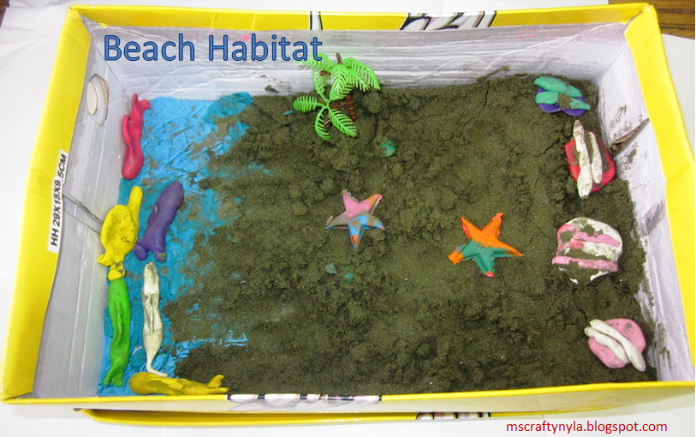 Beach Habitat
HH 29X18X9.5CM
mscraftynyla.blogspot.com